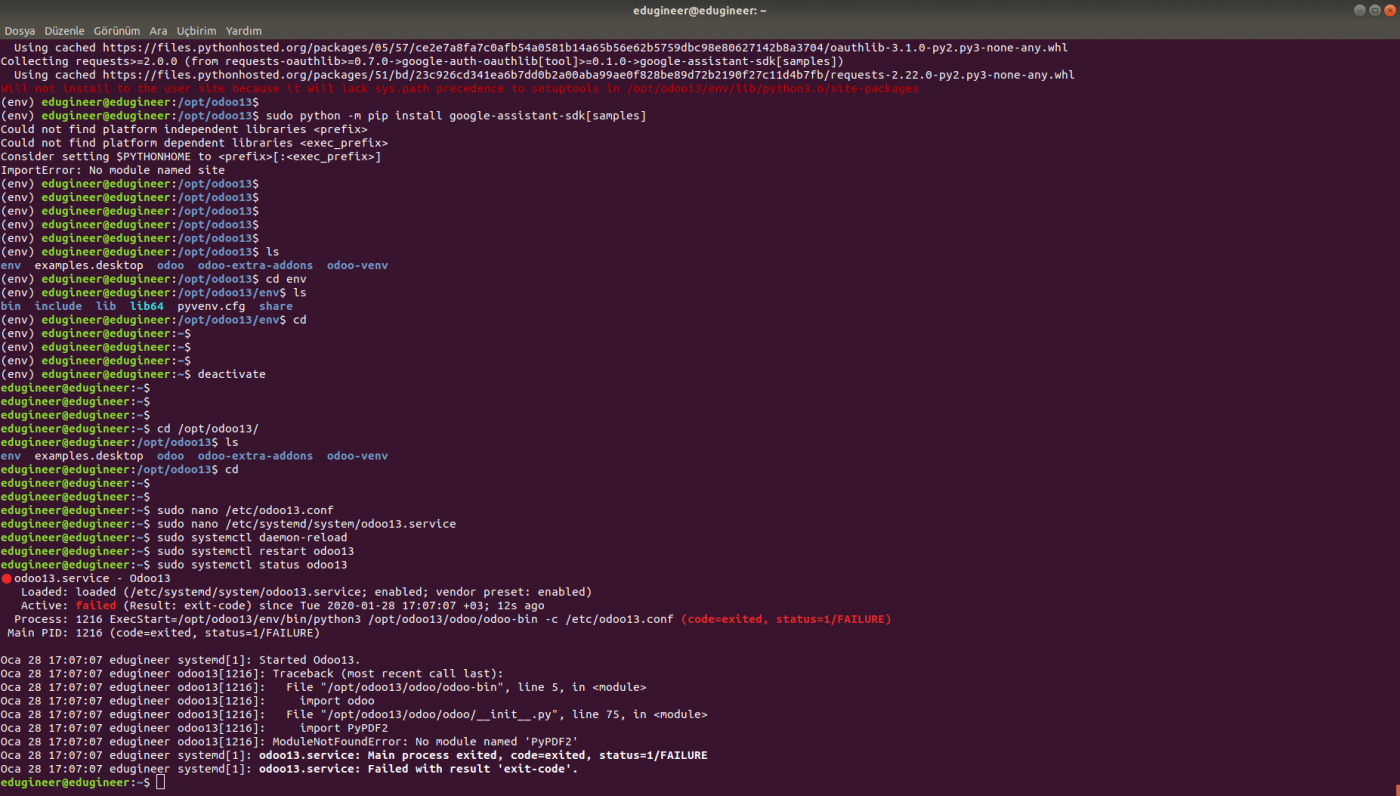 edugineer@edugineer: ~
Dosya Düzenle Görünüm Ara Uçbirim Yardım
Using cached https://files.pythonhosted.org/packages/05/57/ce2e7a8fa7c0afb54a0581b14a65b56e62b5759dbc98e80627142b8a3704/oauthlib-3.1.0-py2.py3-none-any.whl
Collecting requests>=2.0.0 (from requests-oauthlib>=0.7.0->google-auth-oauthlib[tool]>=0.1.0->google-assistant-sdk[samples])
Using cached https://files.pythonhosted.org/packages/51/bd/23c926cd341ea6b7dd0b2a00aba99ae0f828be89d72b2190f27c11d4b7fb/requests-2.22.0-py2.py3-none-any.whl
Will not install to the user site because it will lack sys.path precedence to setuptools in /opt/odoo13/env/lib/python3.6/site-packages
(env) edugineer@edugineer:/opt/odoo13$
(env) edugineer@edugineer:/opt/odoo13$ sudo python -m pip install google-assistant-sdk[samples]
Could not find platform independent libraries <prefix>
Could not find platform dependent libraries <exec_prefix>
Consider setting $PYTHONHOME to <prefix>[:<exec_prefix>]
ImportError: No module named site
(env) edugineer@edugineer:/opt/odoo13$
(env) edugineer@edugineer:/opt/odoo13$
(env) edugineer@edugineer:/opt/odoo13$
(env) edugineer@edugineer:/opt/odoo13$
(env) edugineer@edugineer:/opt/odoo13$
(env) edugineer@edugineer:/opt/odoo13$ ls
env examples.desktop odoo odoo-extra-addons odoo-venv
(env) edugineer@edugineer:/opt/odoo13$ cd env
(env) edugineer@edugineer:/opt/odoo13/env$ ls
bin include lib lib64 pyvenv.cfg share
(env) edugineer@edugineer:/opt/odoo13/env$ cd
(env) edugineer@edugineer:~$
(env) edugineer@edugineer:~$
(env) edugineer@edugineer:~$
(env) edugineer@edugineer:~$ deactivate
edugineer@edugineer:~$
edugineer@edugineer:~$
edugineer@edugineer:~$
edugineer@edugineer:~$ cd /opt/odoo13/
edugineer@edugineer:/opt/odoo13$ ls
env examples.desktop odoo odoo-extra-addons odoo-venv
edugineer@edugineer:/opt/odoo13$ cd
edugineer@edugineer:~$
edugineer@edugineer:~$
edugineer@edugineer:~$ sudo nano /etc/odoo13.conf
edugineer@edugineer:~$ sudo nano /etc/systemd/system/odoo13.service
edugineer@edugineer:~$ sudo systemctl daemon-reload
edugineer@edugineer:~$ sudo systemctl restart odoo13
edugineer@edugineer:~$ sudo systemctl status odoo13
odoo13.service - Odoo13
Loaded: loaded (/etc/systemd/system/odoo13.service; enabled; vendor preset: enabled)
Active: failed (Result: exit-code) since Tue 2020-01-28 17:07:07 +03; 12s ago
Process: 1216 ExecStart=/opt/odoo13/env/bin/python3 /opt/odoo13/odoo/odoo-bin -c /etc/odoo13.conf (code=exited, status=1/FAILURE)
Main PID: 1216 (code=exited, status=1/FAILURE)
Oca 28 17:07:07 edugineer systemd[1]: Started Odoo13.
Oca 28 17:07:07 edugineer odoo13[1216]: Traceback (most recent call last):
Oca 28 17:07:07 edugineer odoo13[1216]: File "/opt/odoo13/odoo/odoo-bin", line 5, in <module>
Oca 28 17:07:07 edugineer odoo13[1216]: import odoo
Oca 28 17:07:07 edugineer odoo13[1216]: File "/opt/odoo13/odoo/odoo/__init__.py", line 75, in <module>
Oca 28 17:07:07 edugineer odoo13[1216]: import PyPDF2
Oca 28 17:07:07 edugineer odoo13[1216]: ModuleNotFoundError: No module named 'PyPDF2'
Oca 28 17:07:07 edugineer systemd[1]: odoo13.service: Main process exited, code=exited, status=1/FAILURE
Oca 28 17:07:07 edugineer systemd[1]: odoo13.service: Failed with result 'exit-code'.
edugineer@edugineer:~$